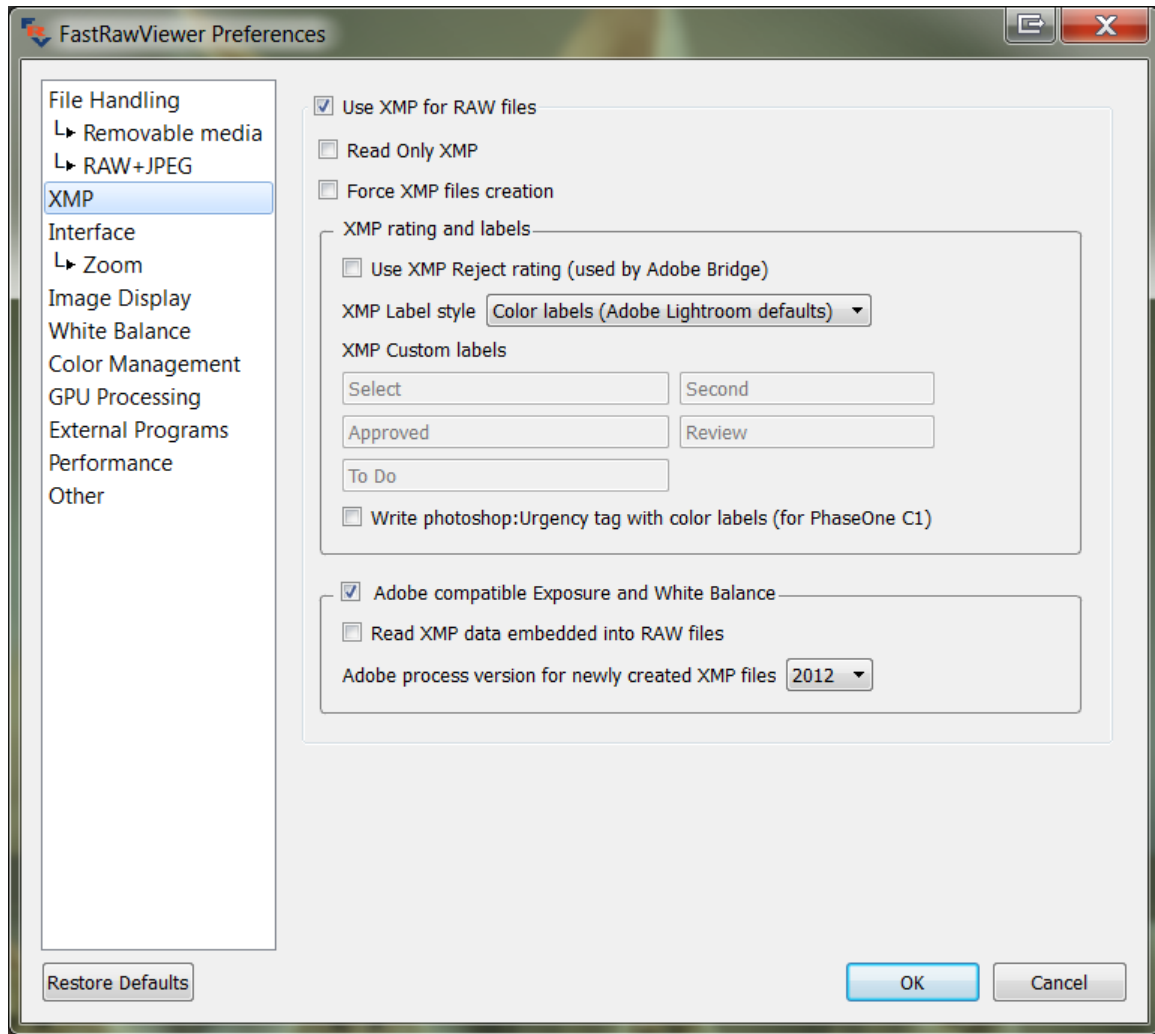 FastRawViewer Preferences
File Handling
Removable media
RAW+JPEG
XMP
Interface
Zoom
Image Display
White Balance
Color Management
GPU Processing
External Programs
Performance
Other
Use XMP for RAW files
Read Only XMP
Force XMP files creation
XMP rating and labels
Use XMP Reject rating (used by Adobe Bridge)
XMP Label style Color labels (Adobe Lightroom defaults)
XMP Custom labels
Select Second
Approved Review
To Do
Write photoshop:Urgency tag with color labels (for PhaseOne C1)
Adobe compatible Exposure and White Balance
Read XMP data embedded into RAW files
Adobe process version for newly created XMP files 2012
Restore Defaults OK Cancel